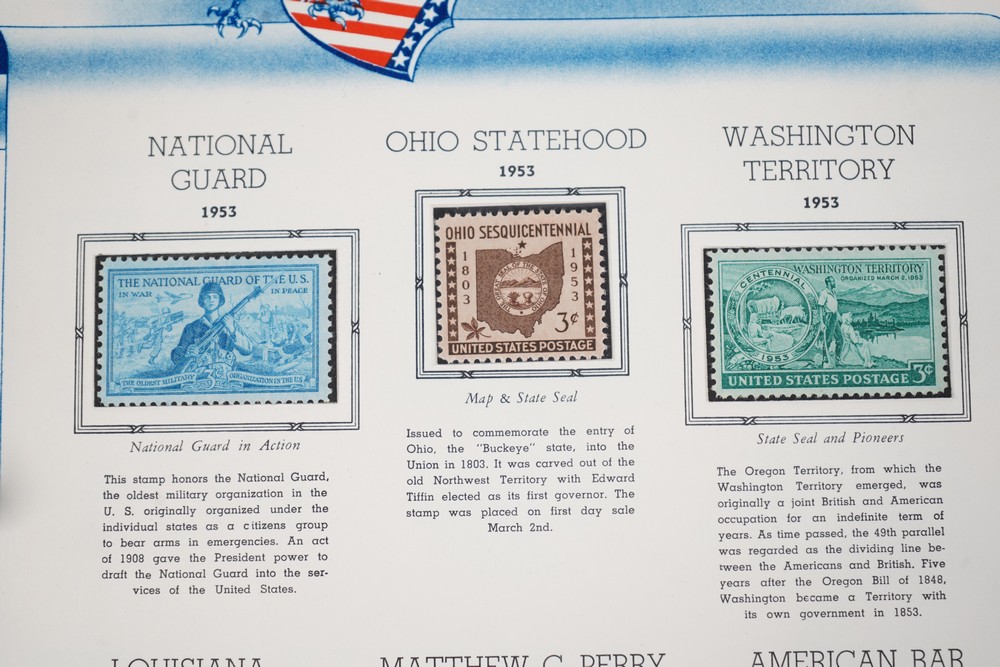 NATIONAL
GUARD
1953
THE NATIONAL GUARD OF THE U.S.
IN WAR
IN PEACE
THE OLDEST MILITARY
3¢
ORGANIZATION IN THE U.S.
National Guard in Action
This stamp honors the National Guard,
the oldest military organization in the
U. S. originally organized under the
individual states as a citizens group
to bear arms in emergencies. An act
of 1908 gave the President power to
draft the National Guard into the ser-
vices of the United States.
OHIO STATEHOOD
1953
OHIO SESQUICENTENNIAL
1803
1953
3¢
UNITED STATES POSTAGE
Map & State Seal
Issued to commemorate the entry of
Ohio, the "Buckeye" state, into the
Union in 1803. It was carved out of the
old Northwest Territory with Edward
Tiffin elected as its first governor. The
stamp was placed on first day sale
March 2nd.
WASHINGTON
TERRITORY
1953
CENTENNIAL
1953
WASHINGTON TERRITORY
ORGANIZED MARCH 2, 1853
UNITED STATES POSTAGE 3¢
State Seal and Pioneers
The Oregon Territory, from which the
Washington Territory emerged, was
originally a joint British and American
occupation for an indefinite term of
years. As time passed, the 49th parallel
was regarded as the dividing line be-
tween the Americans and British. Five
years after the Oregon Bill of 1848,
Washington became a Territory with
its own government in 1853.
LOUISIANA
MATTHEW C. PERRY
AMERICAN BAR